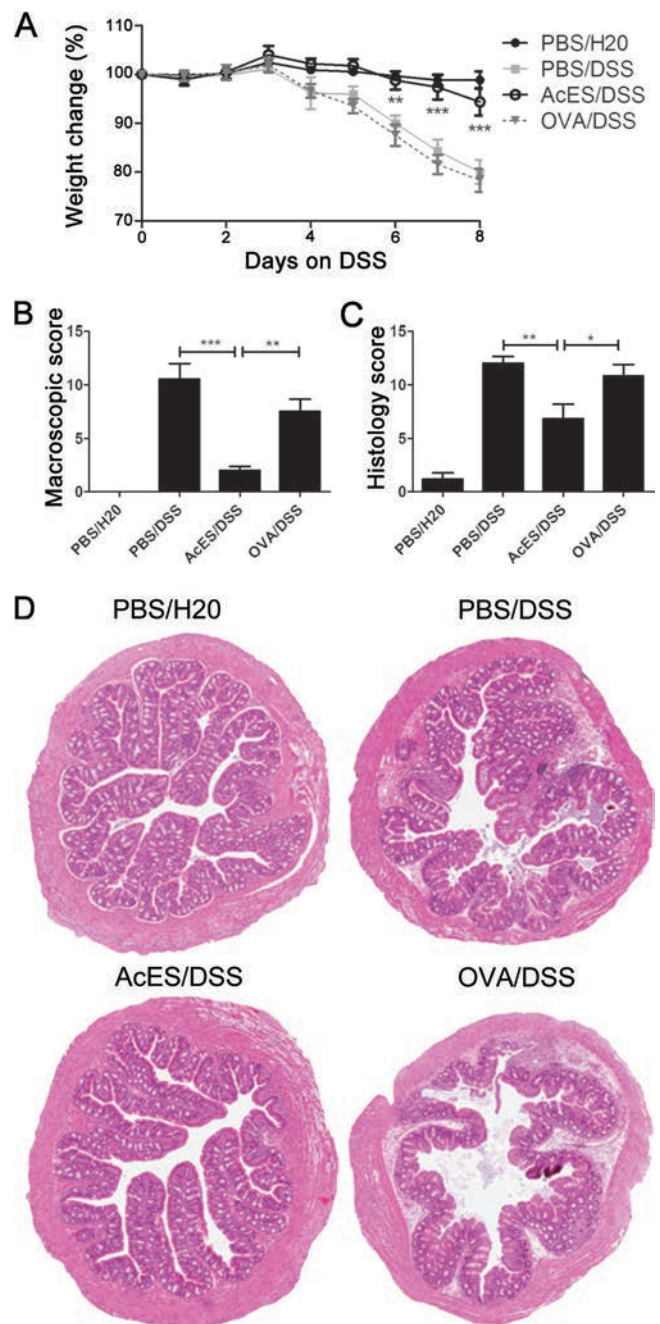 A
Weight change (%)
110
100
90
80
70
0
2
4
6
8
Days on DSS
**
***
***
PBS/H20
PBS/DSS
AcES/DSS
OVA/DSS
B
Macroscopic score
15
10
5
0
***
**
PBS/H20
PBS/DSS
AcES/DSS
OVA/DSS
C
Histology score
15
10
5
0
**
*
PBS/H20
PBS/DSS
AcES/DSS
OVA/DSS
D
PBS/H20
PBS/DSS
AcES/DSS
OVA/DSS